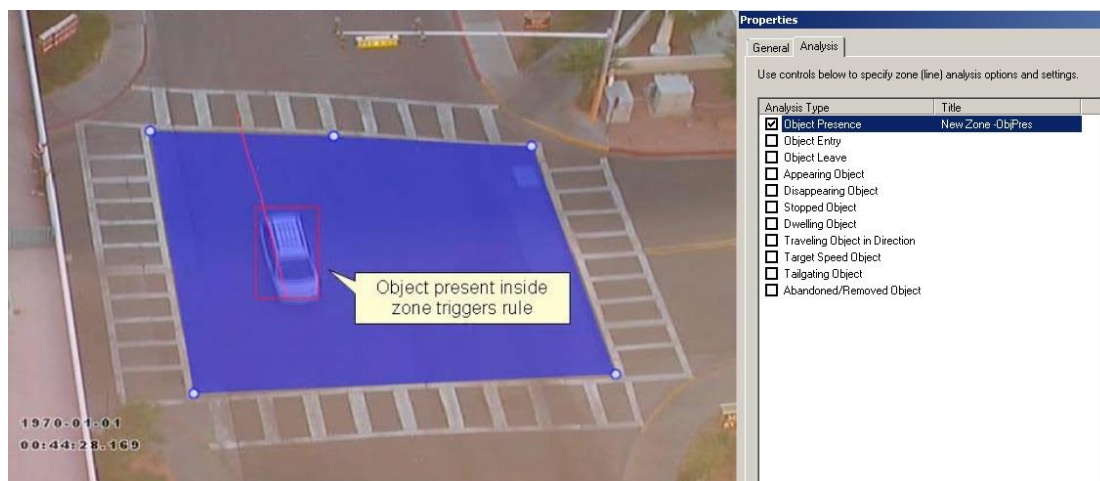 Properties
General
Analysis
Use controls below to specify zone (line) analysis options and settings.
Analysis Type
Title
Object Presence
New Zone -ObjPres
Object Entry
Object Leave
Appearing Object
Disappearing Object
Stopped Object
Dwelling Object
Traveling Object in Direction
Target Speed Object
Tailgating Object
Abandoned/Removed Object
Object present inside
zone triggers rule
1970-01-01
00:44:28.169